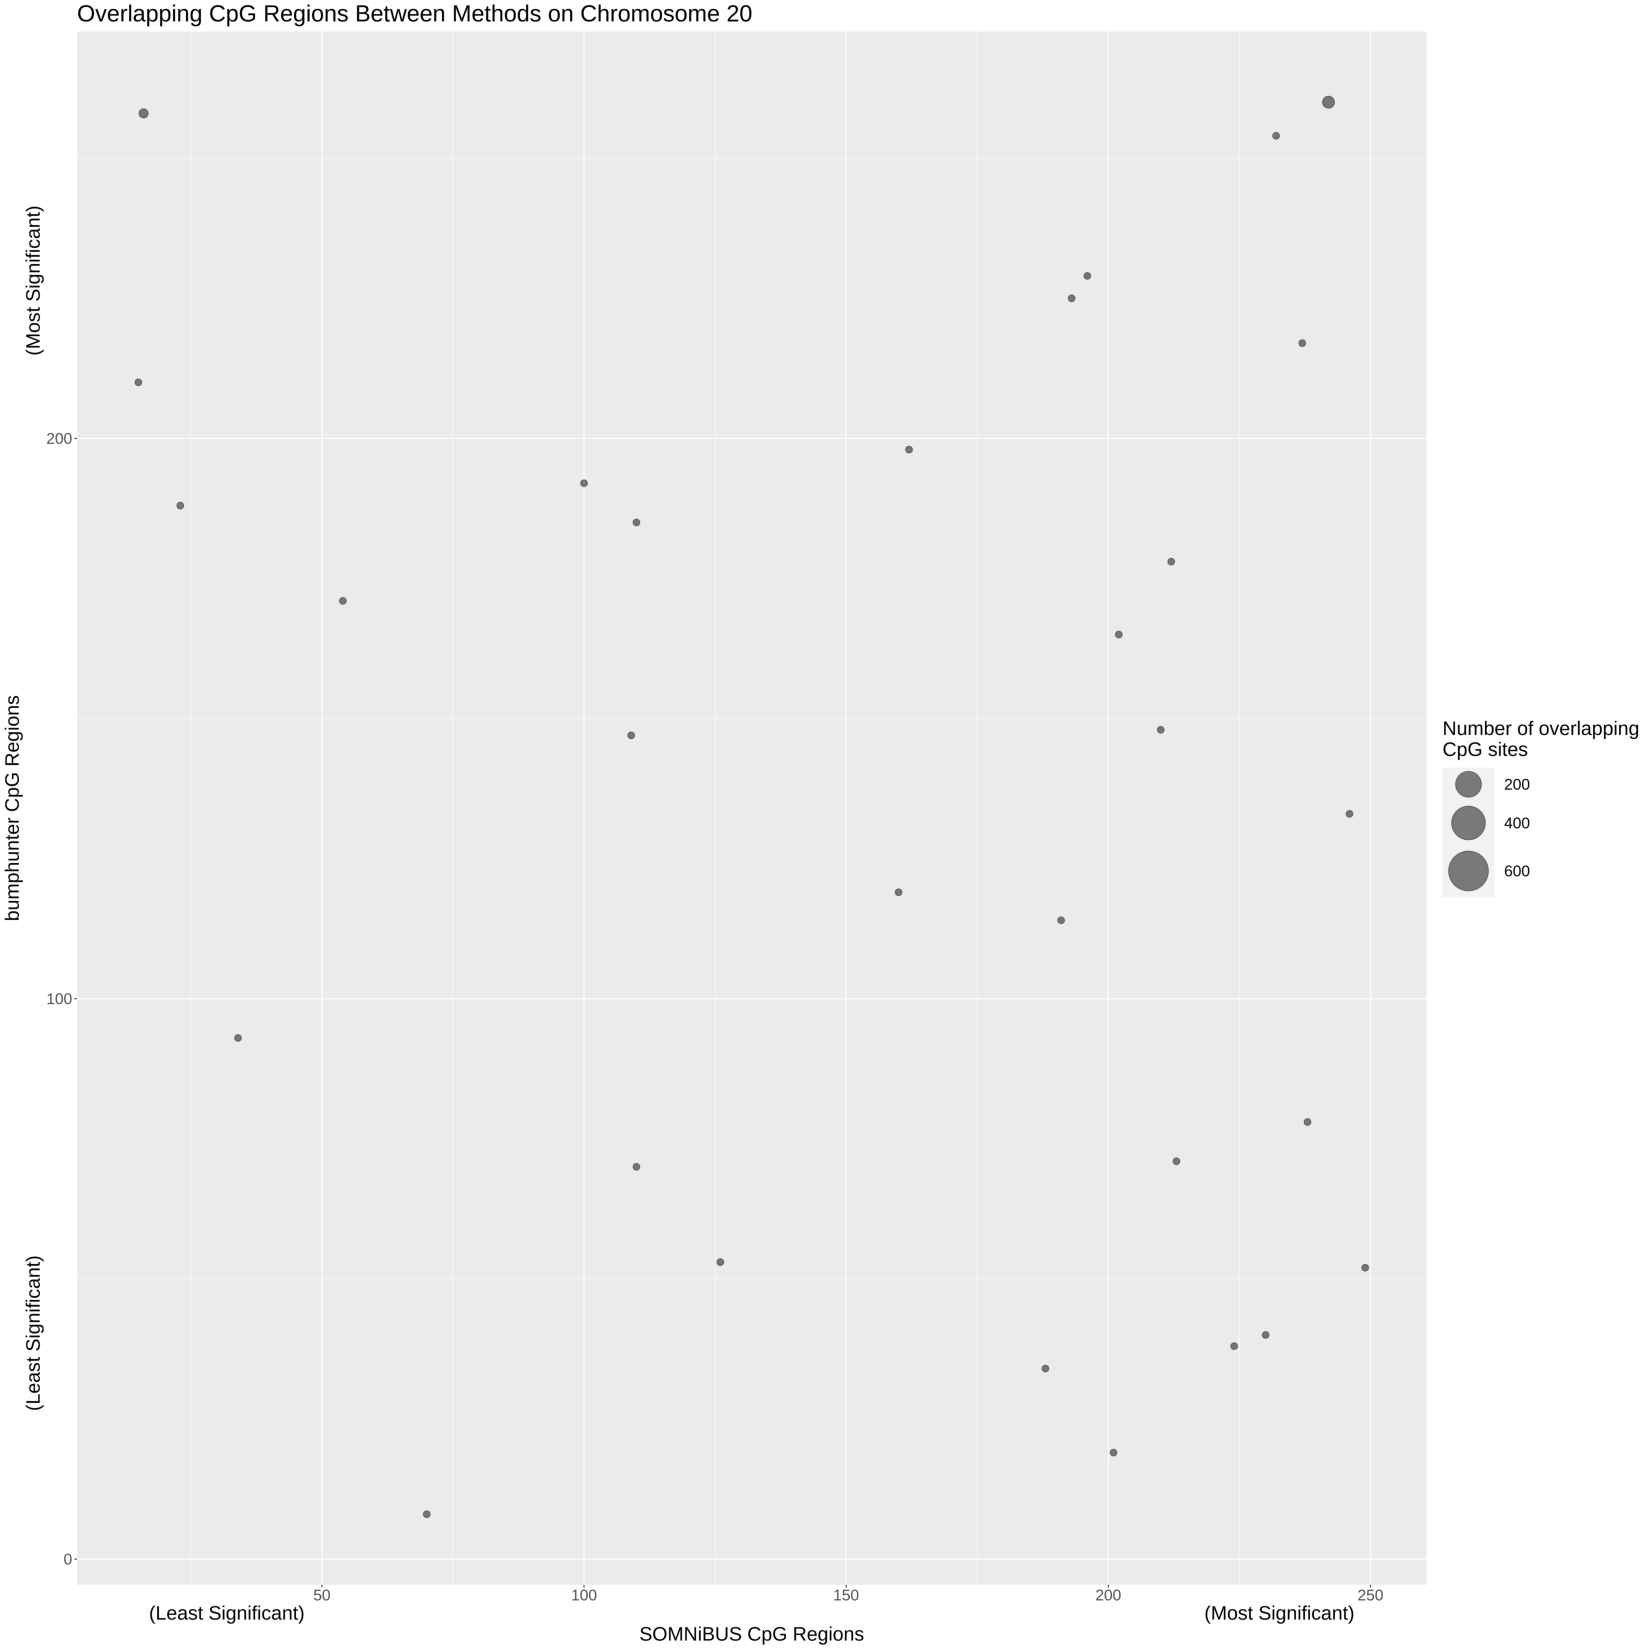 Overlapping CpG Regions Between Methods on Chromosome 20
(Most Significant)
200
bumphunter CpG Regions
100
(Least Significant)
0
50
100
150
200
250
(Least Significant)
(Most Significant)
SOMNiBUS CpG Regions
Number of overlapping
CpG sites
200
400
600